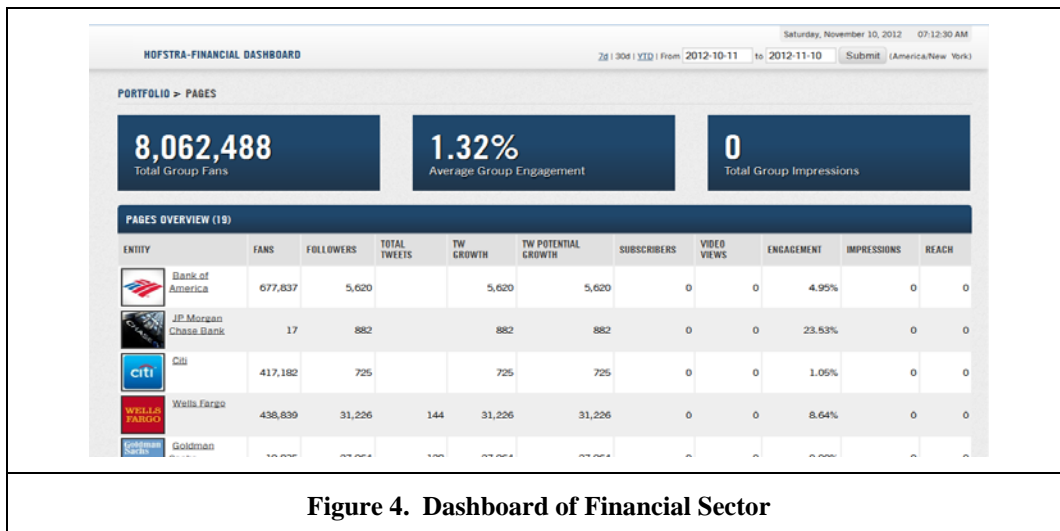 Saturday, November 10, 2012 07:12:30 AM
HOFSTRA-FINANCIAL DASHBOARD
7d | 30d | YTD | From 2012-10-11 to 2012-11-10 Submit (America/New York)
PORTFOLIO > PAGES
8,062,488
Total Group Fans
1.32%
Average Group Engagement
0
Total Group Impressions
PAGES OVERVIEW (19)
ENTITY FANS FOLLOWERS TOTAL TWEETS TW GROWTH TW POTENTIAL GROWTH SUBSCRIBERS VIDEO VIEWS ENGAGEMENT IMPRESSIONS REACH
Bank of America 677,837 5,620 5,620 5,620 0 0 4.95% 0 0
CHASE JP Morgan Chase Bank 17 882 882 882 0 0 23.53% 0 0
citi Citi 417,182 725 725 725 0 0 1.05% 0 0
WELLS FARGO Wells Fargo 438,839 31,226 144 31,226 31,226 0 0 8.64% 0 0
Goldman Sachs Goldman
Figure 4. Dashboard of Financial Sector